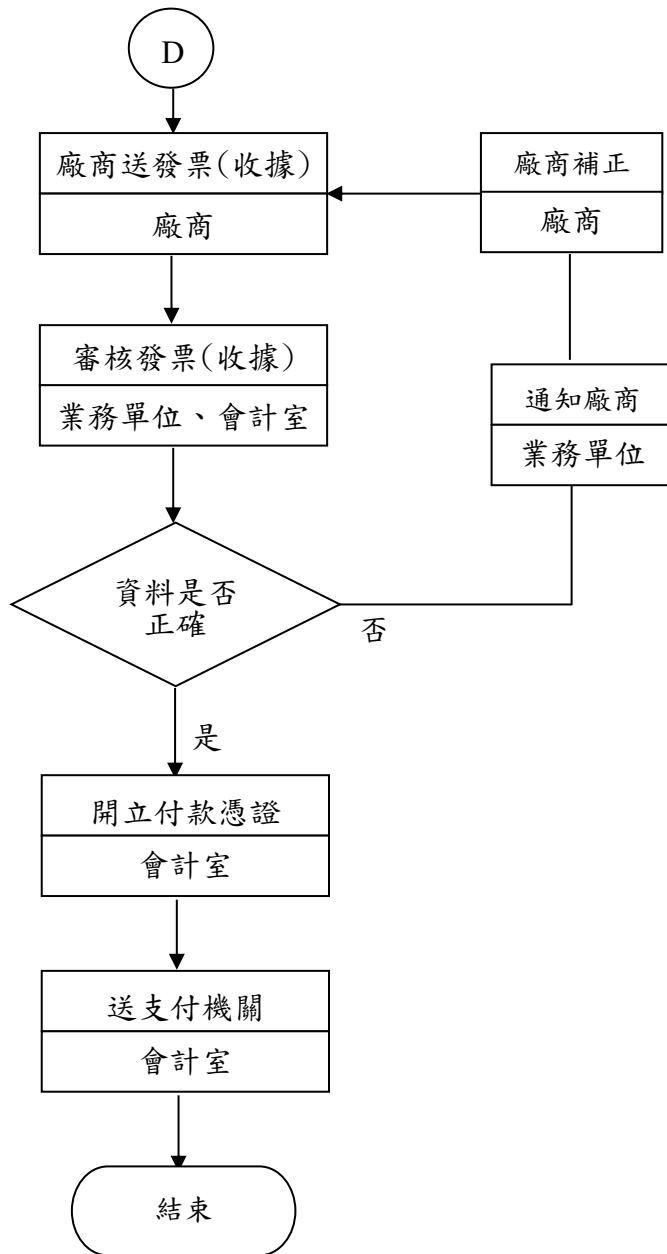 D
廠商送發票(收據)
廠商
廠商補正
廠商
審核發票(收據)
業務單位、會計室
通知廠商
業務單位
資料是否
正確
否
是
開立付款憑證
會計室
送支付機關
會計室
結束